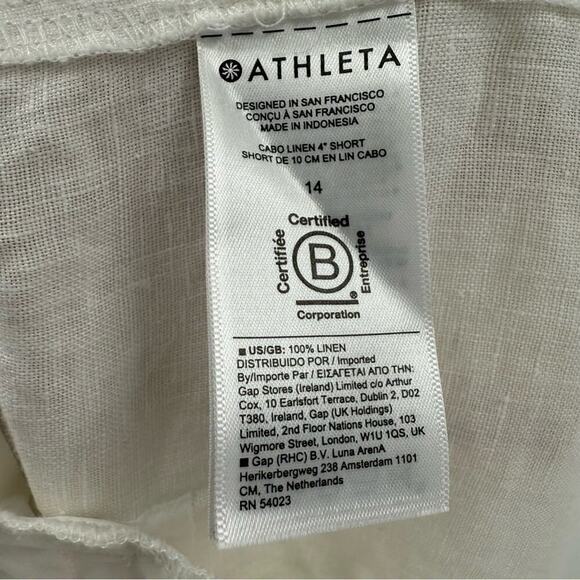 ATHLETA
DESIGNED IN SAN FRANCISCO
CONÇU À SAN FRANCISCO
MADE IN INDONESIA
CABO LINEN 4" SHORT
SHORT DE 10 CM EN LIN CABO
14
Certified
Certifiée
B
Entreprise
®
Corporation
■ US/GB: 100% LINEN
DISTRIBUIDO POR / Imported
By/Importe Par / ΕΙΣΑΓΕΤΑΙ ΑΠΟ ΤΗΝ:
Gap Stores (Ireland) Limited c/o Arthur
Cox, 10 Earlsfort Terrace, Dublin 2, D02
T380, Ireland, Gap (UK Holdings)
Limited, 2nd Floor Nations House, 103
Wigmore Street, London, W1U 1QS, UK
■ Gap (RHC) B.V. Luna ArenA
Herikerbergweg 238 Amsterdam 1101
CM, The Netherlands
RN 54023